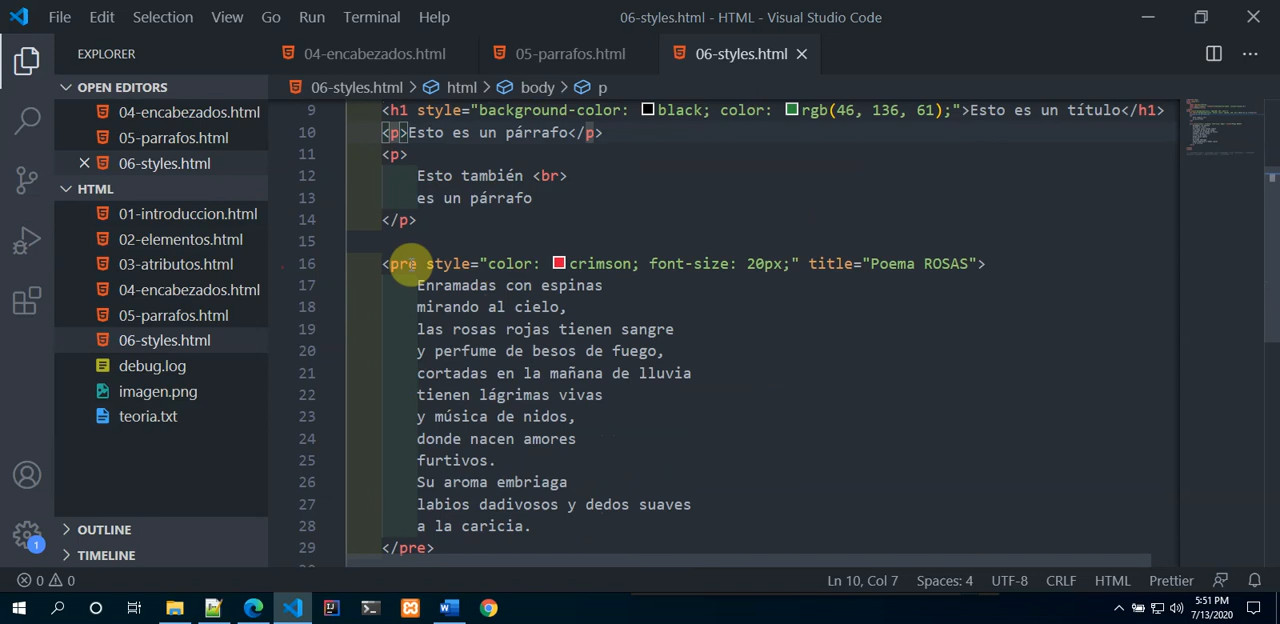 File Edit Selection View Go Run Terminal Help 06-styles.html - HTML - Visual Studio Code
EXPLORER
04-encabezados.html 05-parrafos.html 06-styles.html
OPEN EDITORS
04-encabezados.html
05-parrafos.html
06-styles.html
HTML
01-introduccion.html
02-elementos.html
03-atributos.html
04-encabezados.html
05-parrafos.html
06-styles.html
debug.log
imagen.png
teoria.txt
OUTLINE
TIMELINE
1
06-styles.html > html > body > p
9 <h1 style="background-color: black; color: rgb(46, 136, 61);">Esto es un título</h1>
10 <p>Esto es un párrafo</p>
11 <p>
12 Esto también <br>
13 es un párrafo
14 </p>
15
16 <pre style="color: crimson; font-size: 20px;" title="Poema ROSAS">
17 Enramadas con espinas
18 mirando al cielo,
19 las rosas rojas tienen sangre
20 y perfume de besos de fuego,
21 cortadas en la mañana de lluvia
22 tienen lágrimas vivas
23 y música de nidos,
24 donde nacen amores
25 furtivos.
26 Su aroma embriaga
27 labios dadivosos y dedos suaves
28 a la caricia.
29 </pre>
0 0 Ln 10, Col 7 Spaces: 4 UTF-8 CRLF HTML Prettier
5:51 PM
7/13/2020